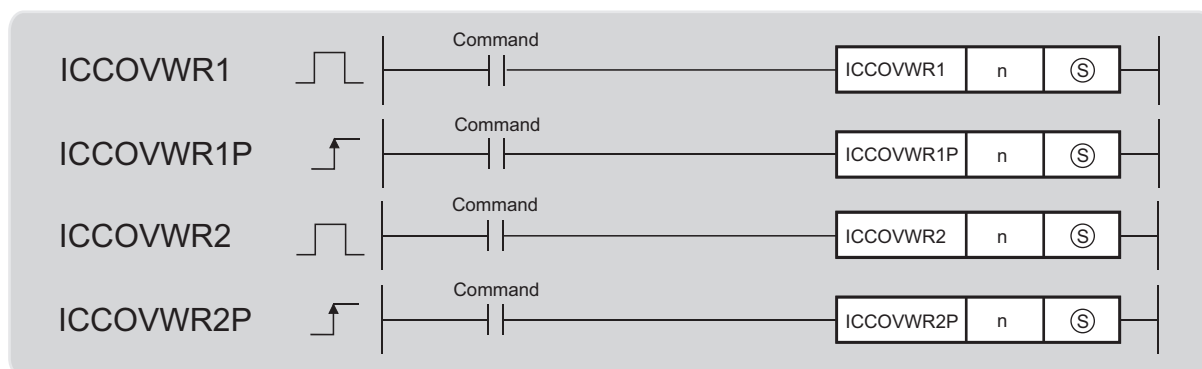 Command
ICCOVWR1 ICCOVWR1 n Ⓢ
Command
ICCOVWR1P ICCOVWR1P n Ⓢ
Command
ICCOVWR2 ICCOVWR2 n Ⓢ
Command
ICCOVWR2P ICCOVWR2P n Ⓢ